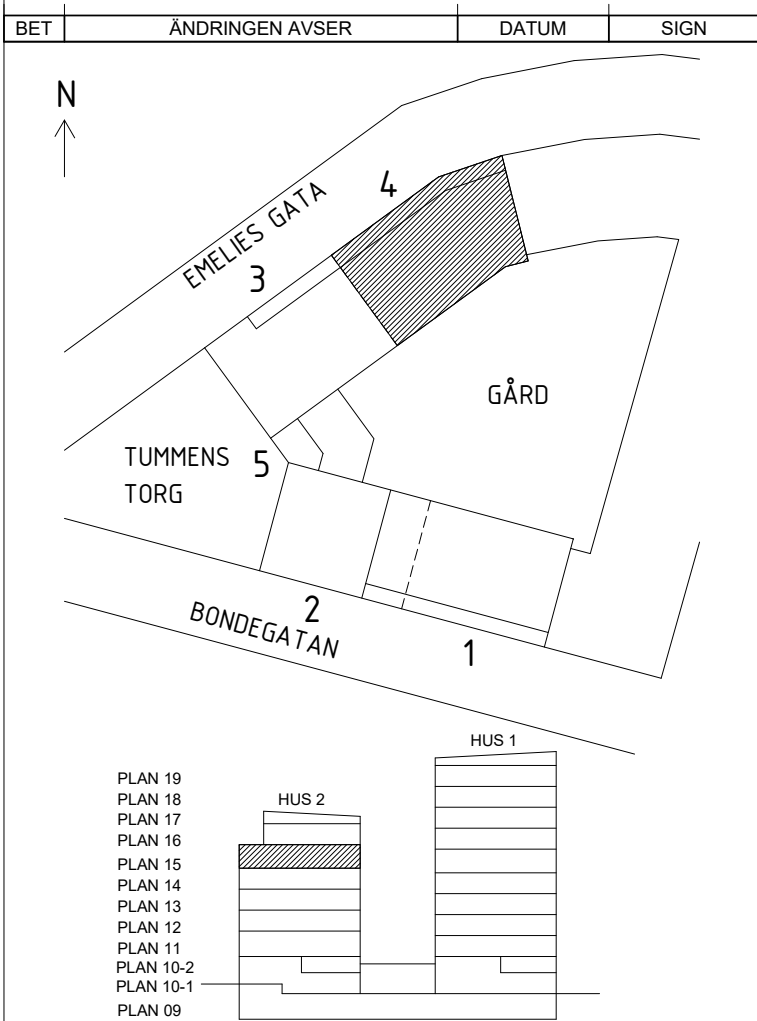 BET ÄNDRINGEN AVSER DATUM SIGN
N
4
EMELIES GATA
3
GÅRD
TUMMENS
TORG
5
2
BONDEGATAN
1
HUS 1
PLAN 19
PLAN 18
HUS 2
PLAN 17
PLAN 16
PLAN 15
PLAN 14
PLAN 13
PLAN 12
PLAN 11
PLAN 10-2
PLAN 10-1
PLAN 09